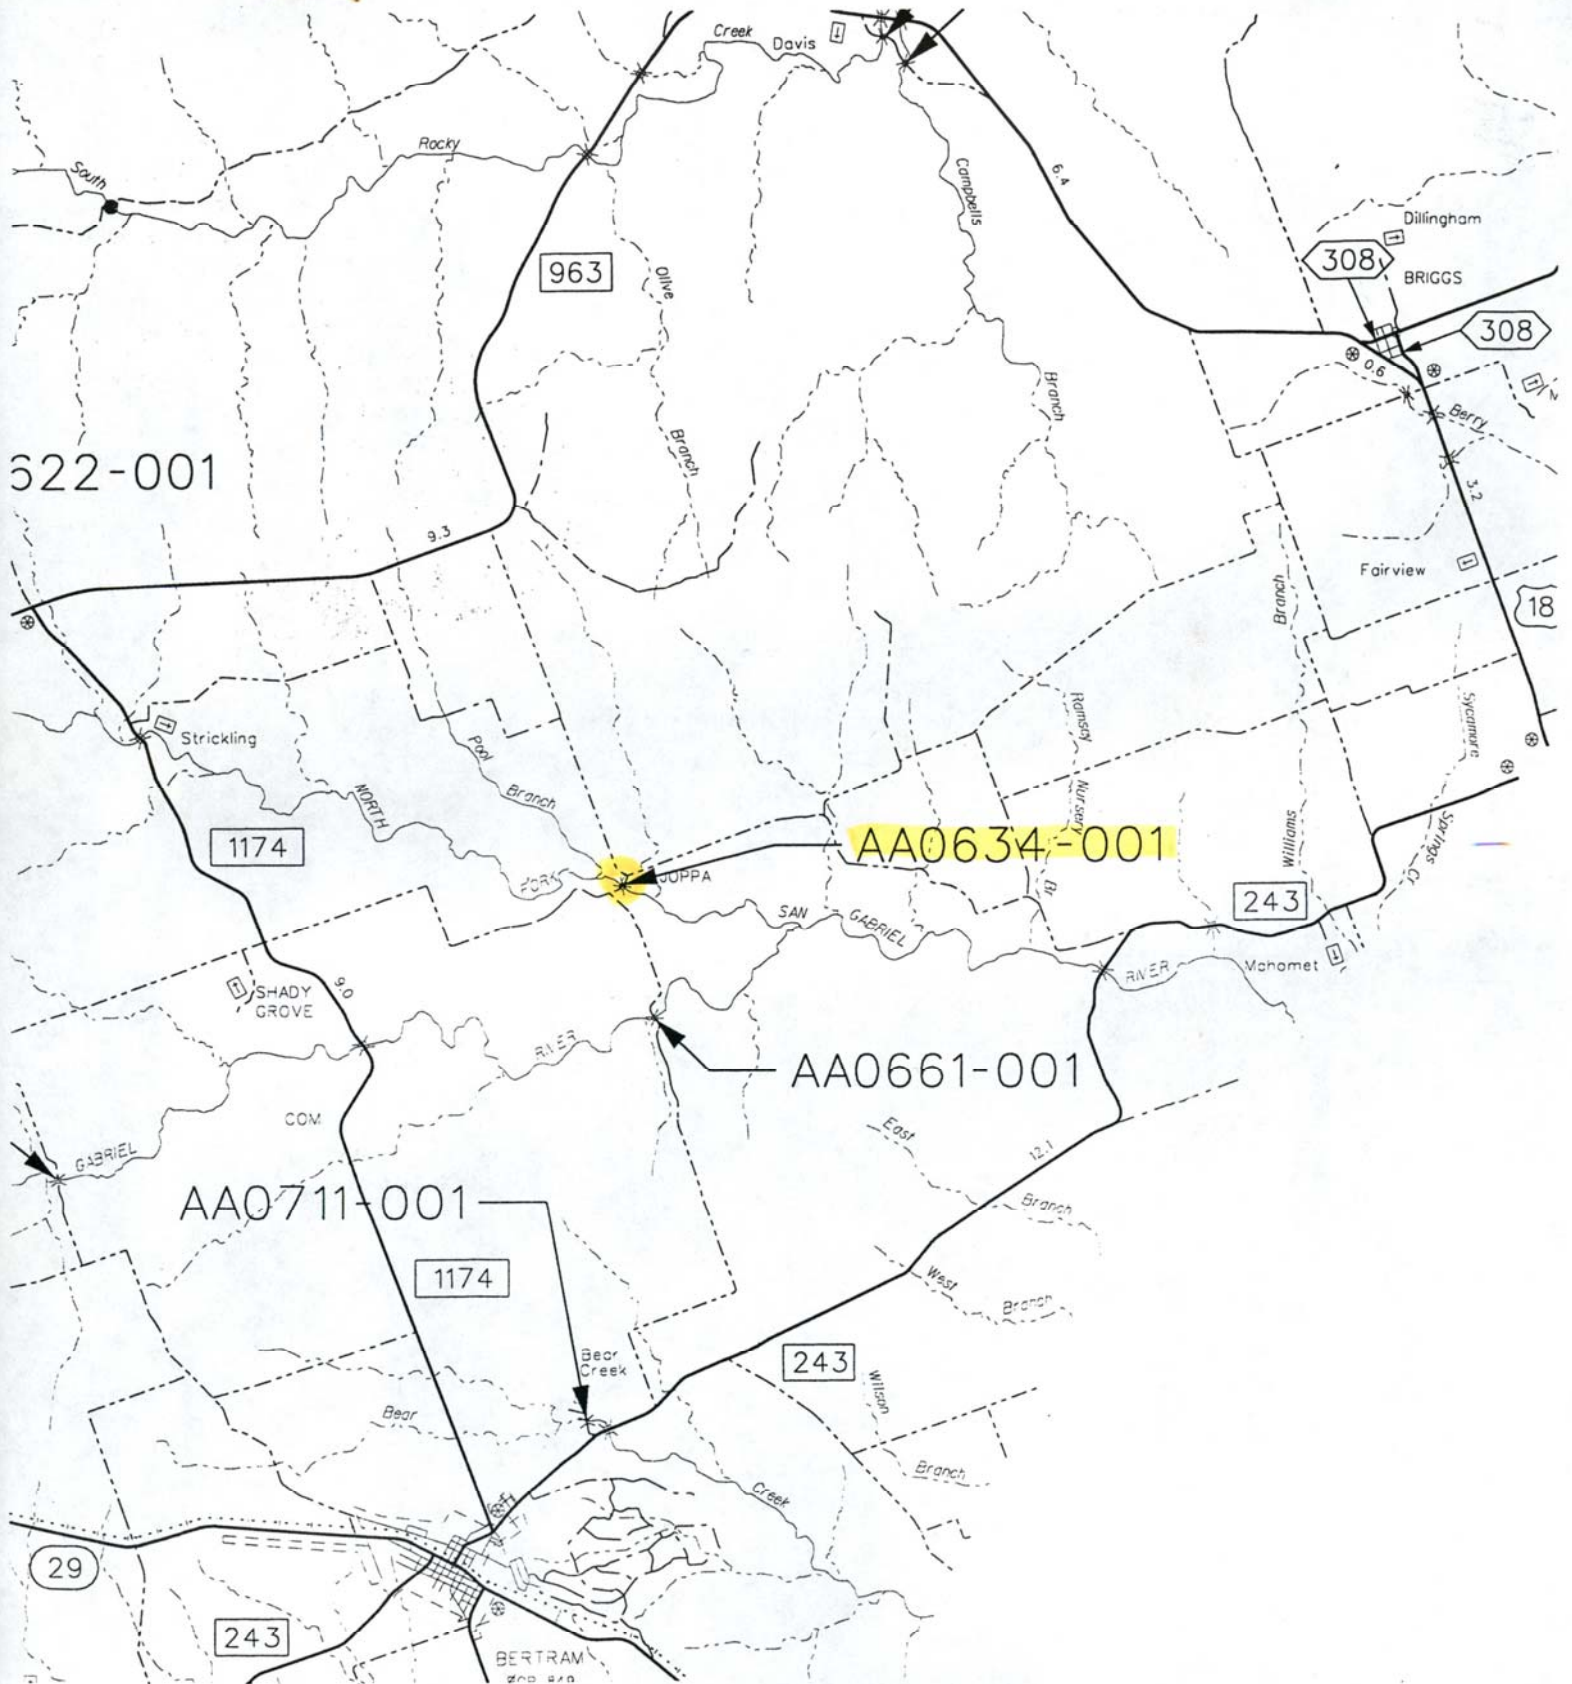 Creek
Davis
Rocky
South
Campbells
6.4
Dillingham
308
BRIGGS
963
Olive
308
0.6
Branch
Berry
Branch
622-001
3.2
9.3
Fairview
Branch
18
Strickling
Pool
Ramsey
Sycamore
NORTH
Branch
Nursery
1174
AA0634-001
Williams
Springs Cr
FORK
JOPPA
Br
243
SAN GABRIEL
RIVER
Mahomet
SHADY
GROVE
9.0
RIVER
AA0661-001
COM
East
GABRIEL
12.1
AA0711-001
Branch
1174
West
Branch
Bear
Creek
243
Wilson
Bear
Branch
Creek
29
243
BERTRAM